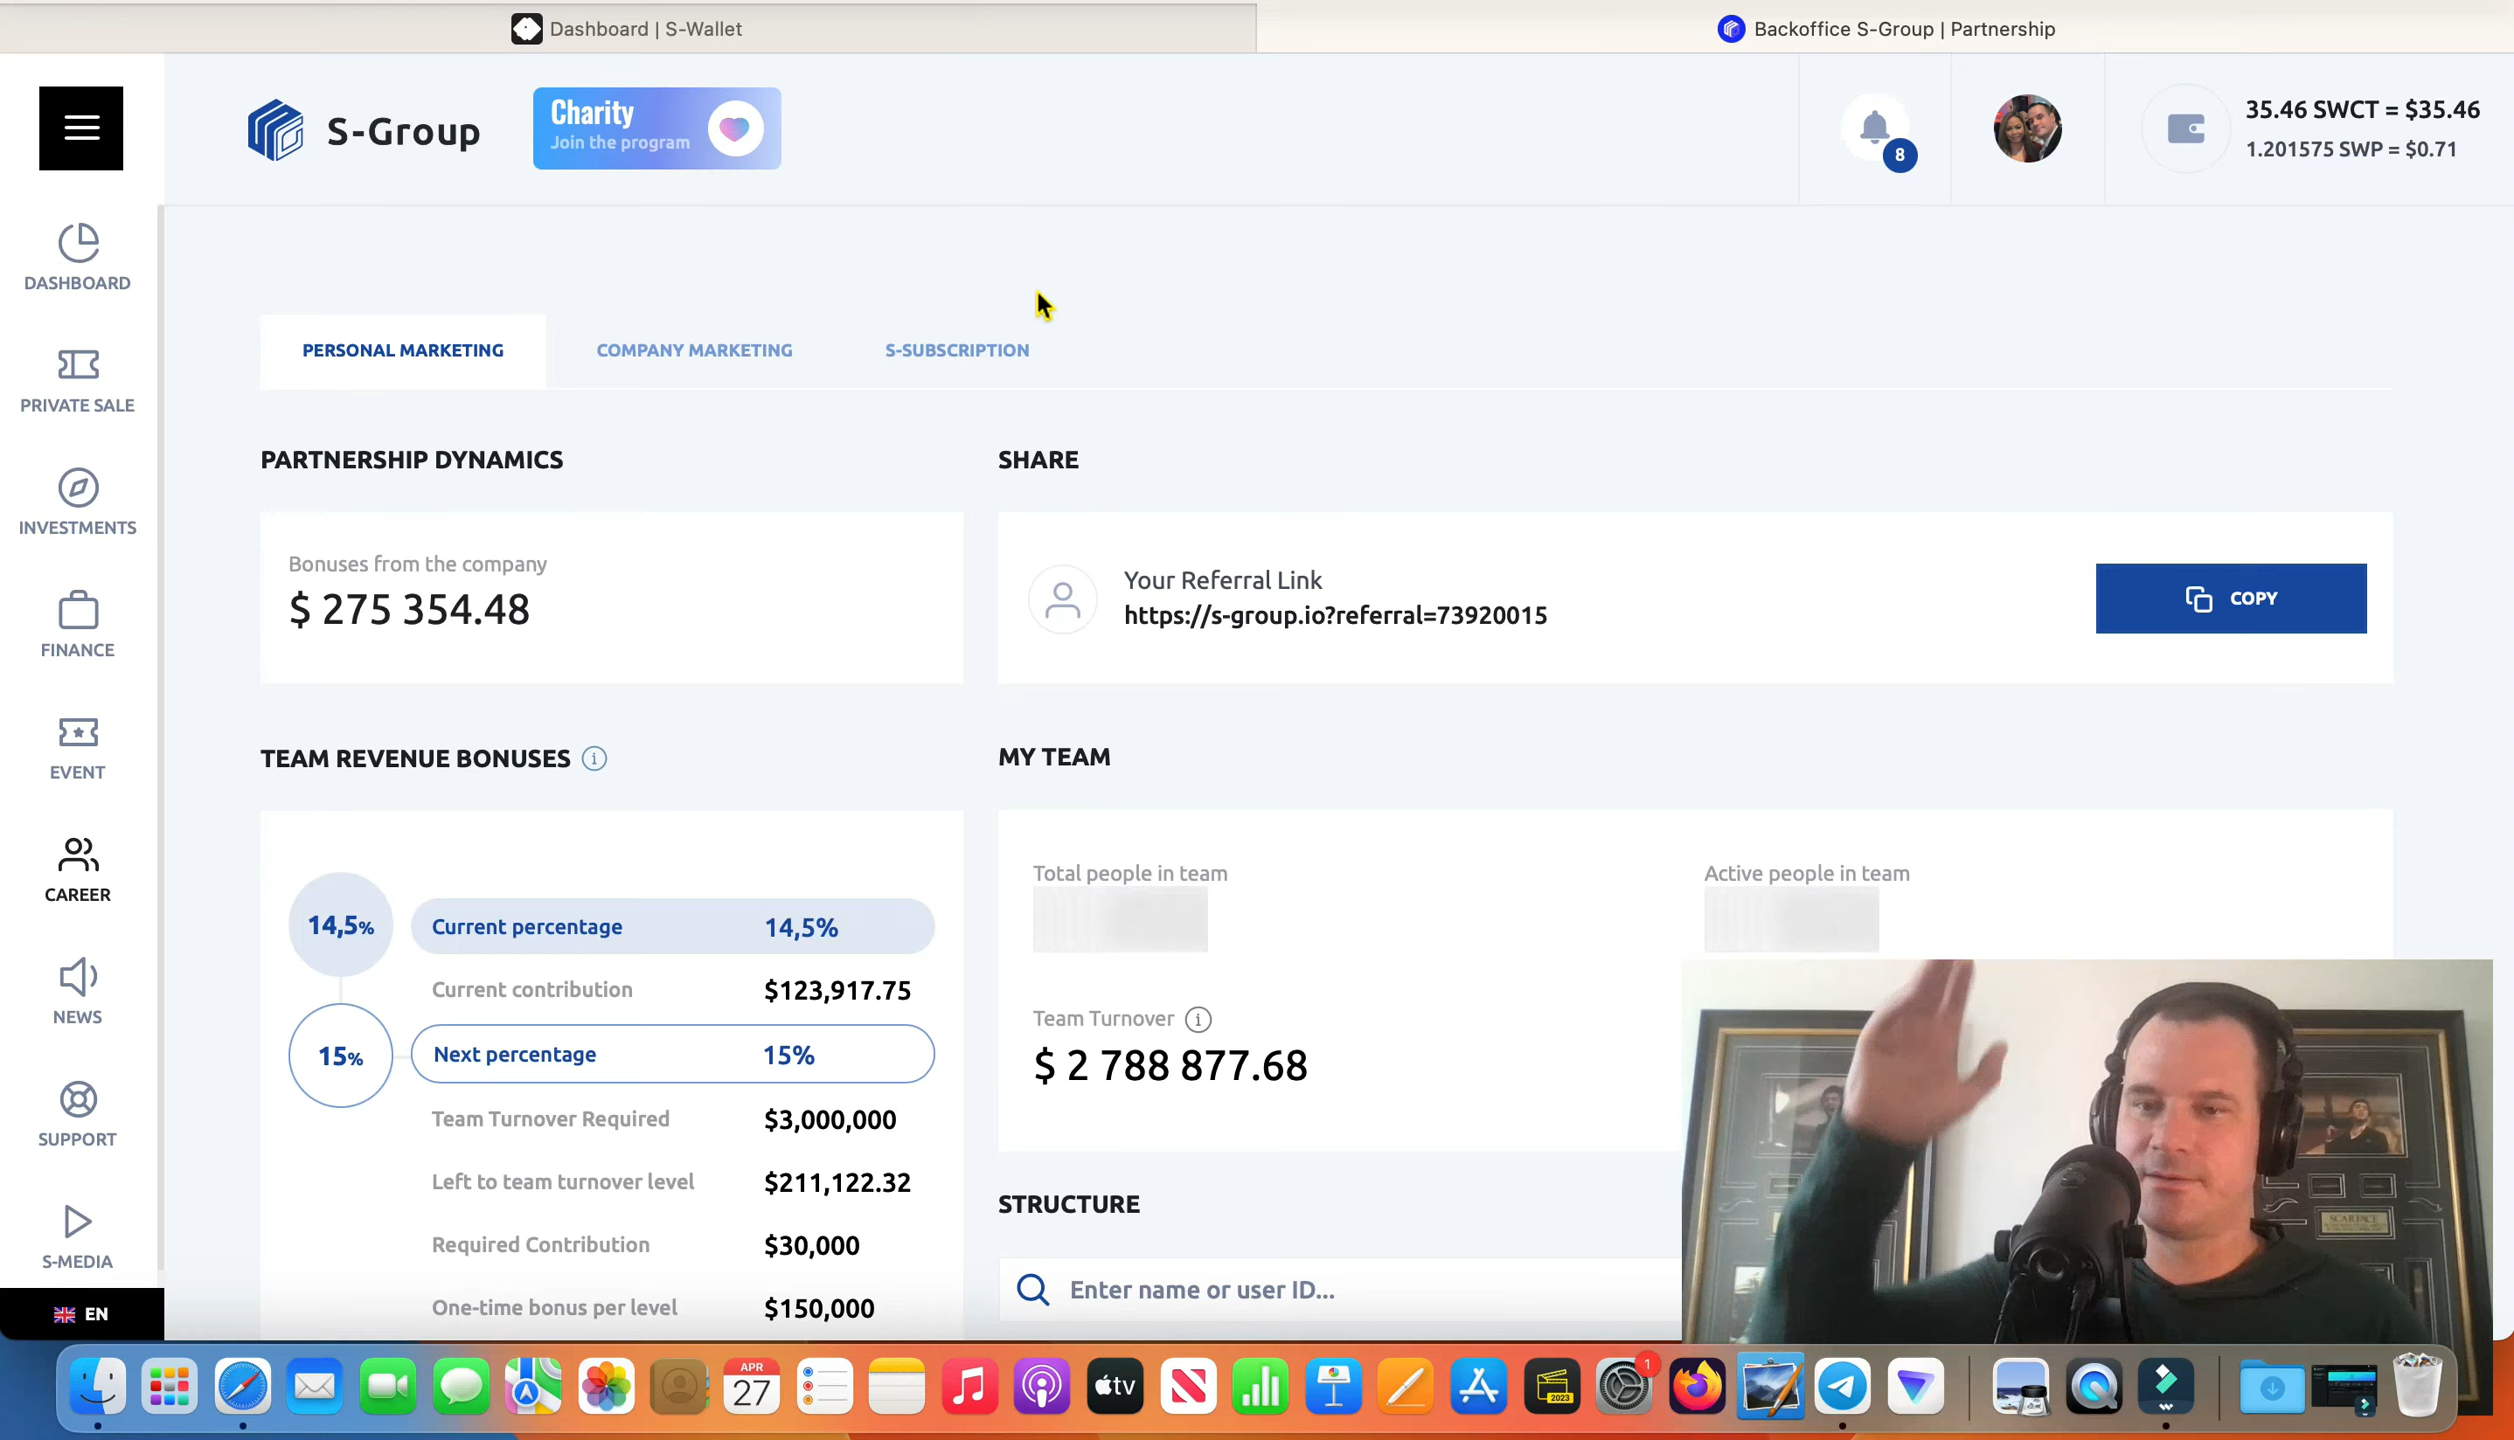 Dashboard | S-Wallet
Backoffice S-Group | Partnership
S-Group
Charity
Join the program
8
35.46 SWCT = $35.46
1.201575 SWP = $0.71
DASHBOARD
PRIVATE SALE
INVESTMENTS
FINANCE
EVENT
CAREER
NEWS
SUPPORT
S-MEDIA
EN
PERSONAL MARKETING
COMPANY MARKETING
S-SUBSCRIPTION
PARTNERSHIP DYNAMICS
Bonuses from the company
$ 275 354.48
SHARE
Your Referral Link
https://s-group.io?referral=73920015
COPY
TEAM REVENUE BONUSES
14,5%
Current percentage 14,5%
Current contribution $123,917.75
15%
Next percentage 15%
Team Turnover Required $3,000,000
Left to team turnover level $211,122.32
Required Contribution $30,000
One-time bonus per level $150,000
MY TEAM
Total people in team
Active people in team
Team Turnover
$ 2 788 877.68
STRUCTURE
Enter name or user ID...
SCARFACE
APR
27
tv
2023
1